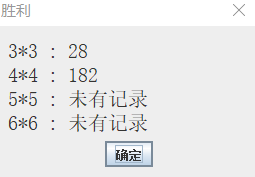 胜利
3*3 : 28
4*4 : 182
5*5 : 未有记录
6*6 : 未有记录
确定